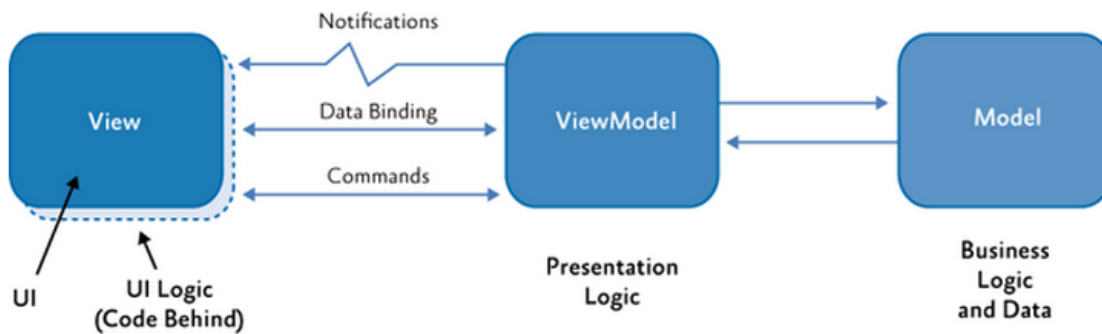 Notifications
View
Data Binding
ViewModel
Model
Commands
UI
UI Logic
(Code Behind)
Presentation
Logic
Business
Logic
and Data